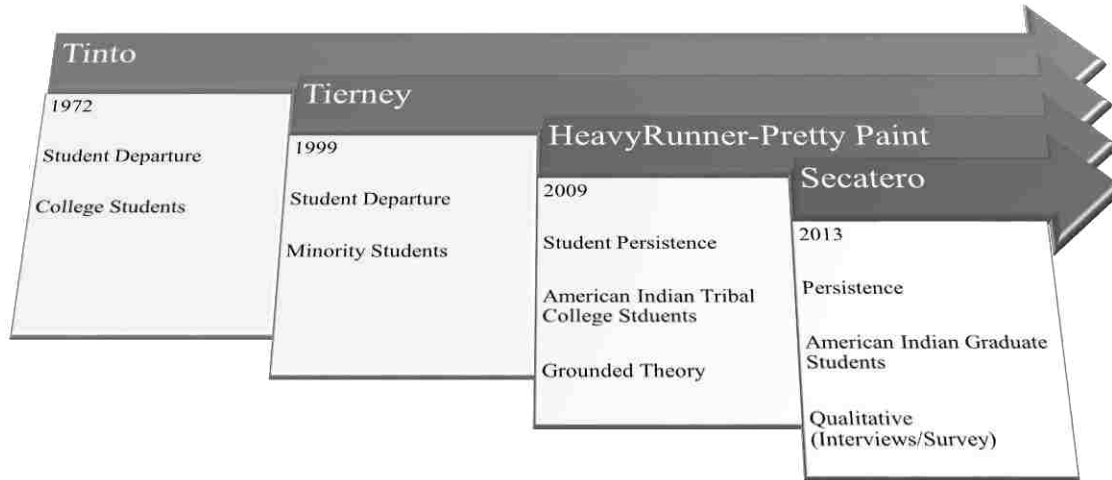 Tinto
1972
Student Departure
College Students
Tierney
1999
Student Departure
Minority Students
HeavyRunner-Pretty Paint
2009
Student Persistence
American Indian Tribal
College Stduents
Grounded Theory
Secatero
2013
Persistence
American Indian Graduate
Students
Qualitative
(Interviews/Survey)